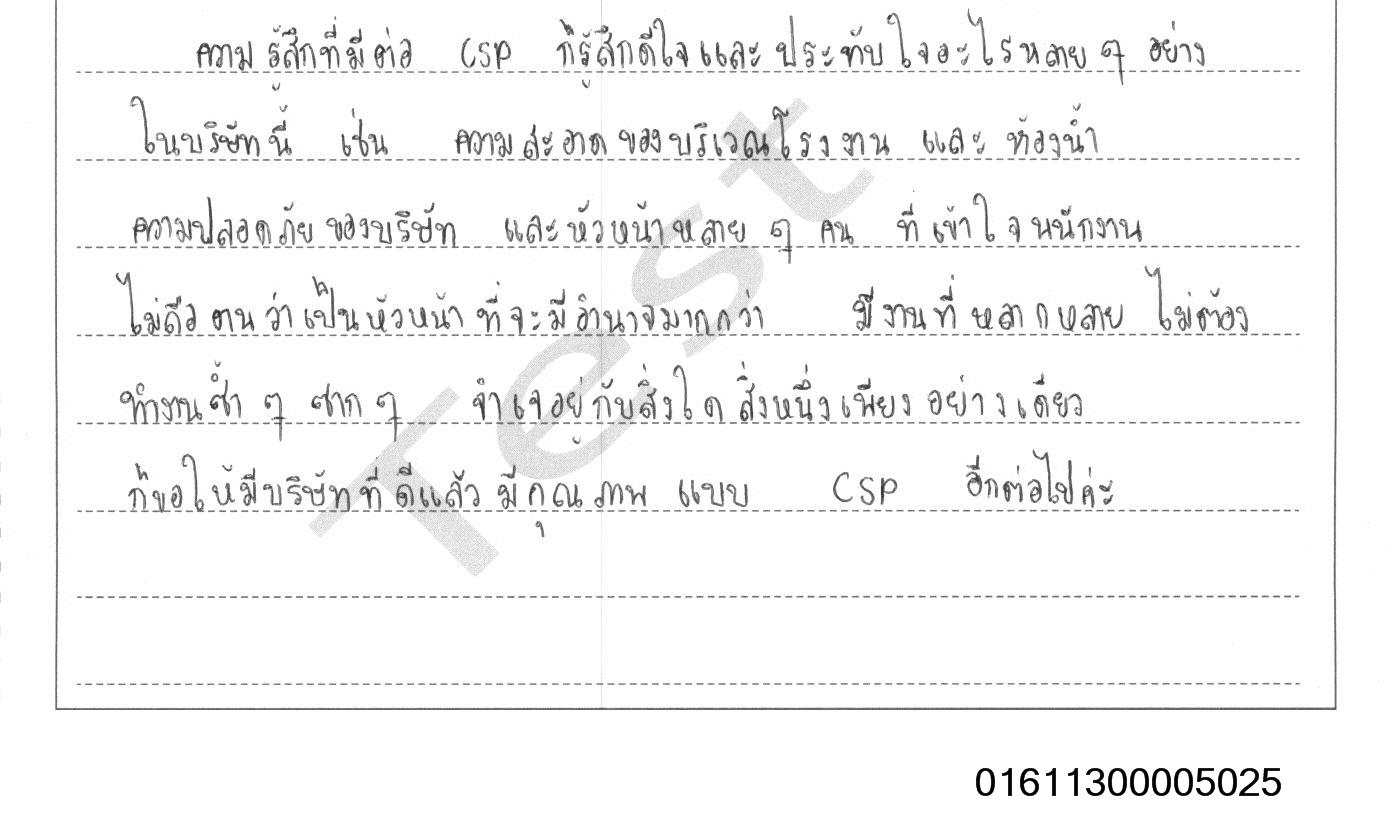 ความรู้สึกที่มีต่อ CSP ก็รู้สึกดีใจและประทับใจอะไรหลาย ๆ อย่าง
ในบริษัทนี้ เช่น ความสะอาดของบริเวณโรงงาน และ ห้องน้ำ
ความปลอดภัยของบริษัท และหัวหน้าหลาย ๆ คน ที่เข้าใจพนักงาน
ไม่ถือตนว่าเป็นหัวหน้าที่จะมีอำนาจมากกว่า มีงานที่หลากหลาย ไม่ต้อง
ทำงานซ้ำ ๆ ซาก ๆ จำเจอยู่กับสิ่งใดสิ่งหนึ่งเพียงอย่างเดียว
ก็ขอให้มีบริษัทที่ดีแล้วมีคุณภาพ แบบ CSP อีกต่อไปค่ะ
Test
01611300005025